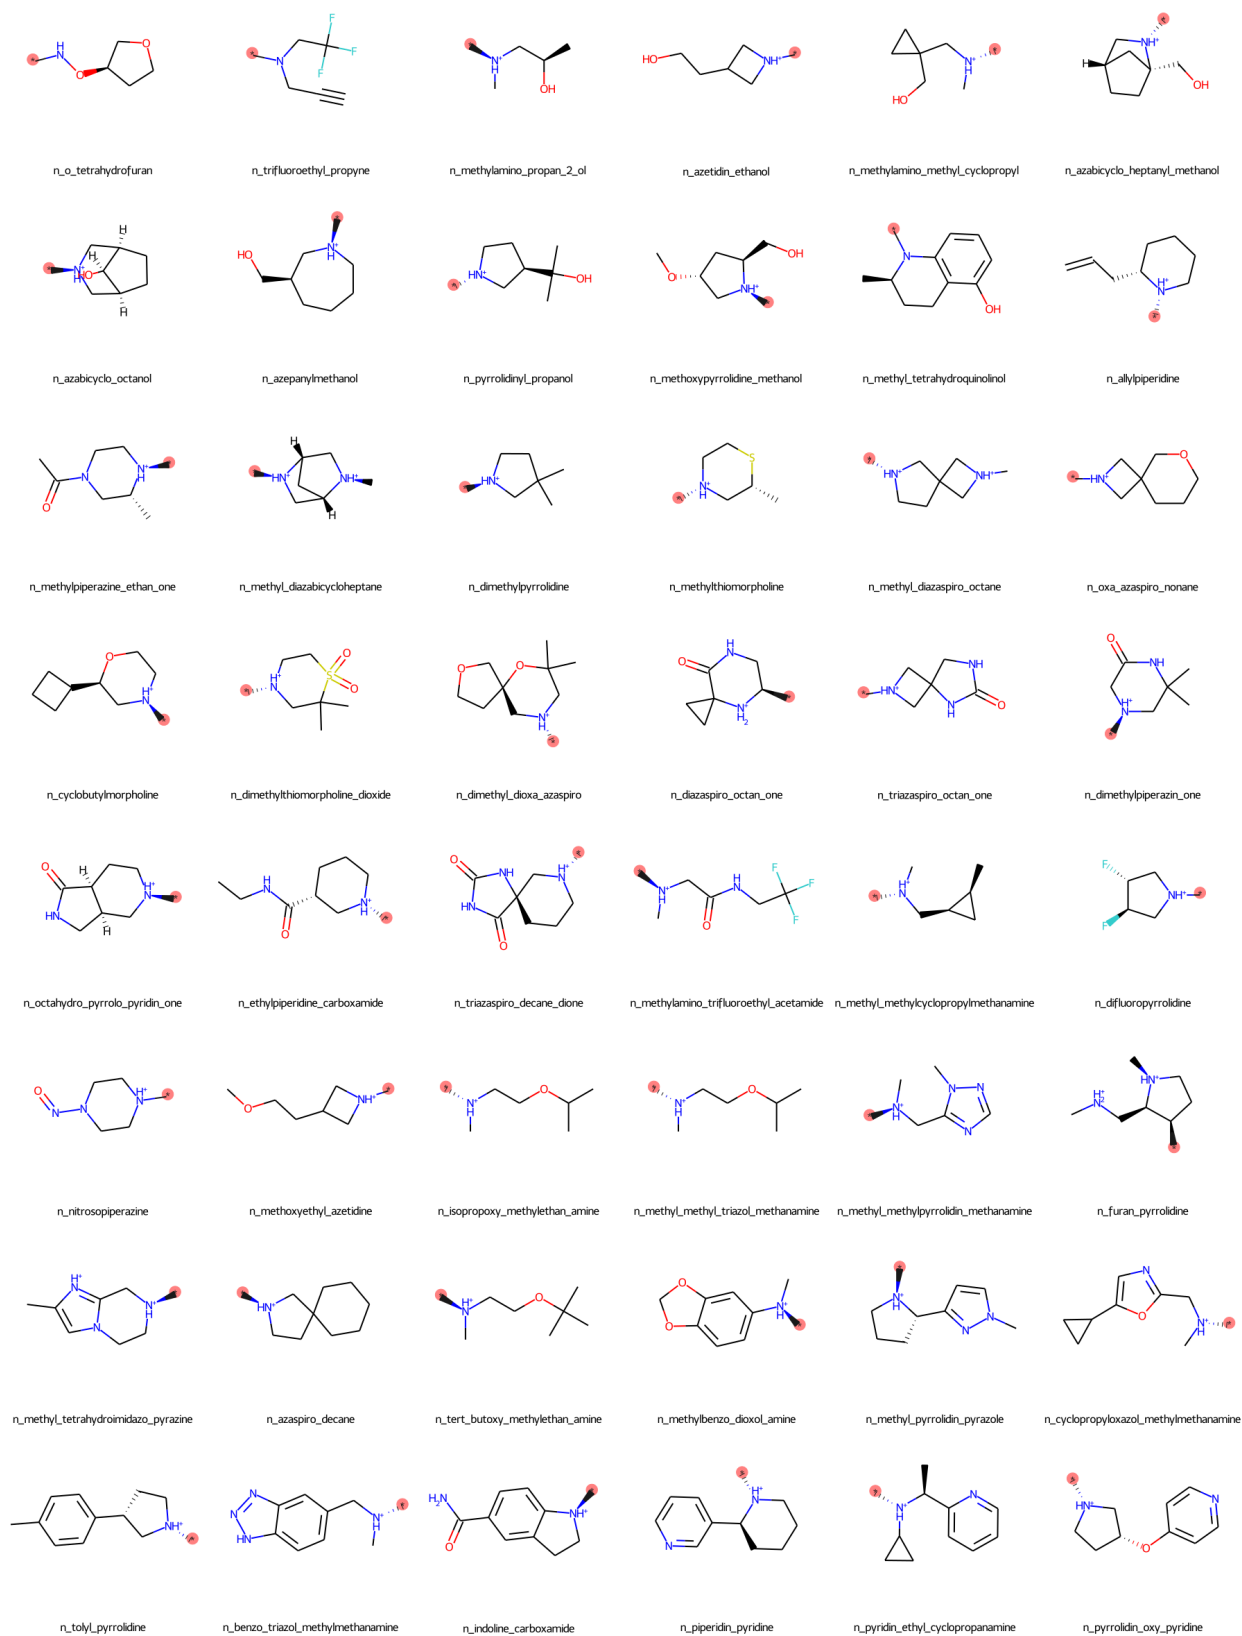 n_o_tetrahydrofuran
n_trifluoroethyl_propyne
n_methylamino_propan_2_ol
n_azetidin_ethanol
n_methylamino_methyl_cyclopropyl
n_azabicyclo_heptanyl_methanol
n_azabicyclo_octanol
n_azepanylmethanol
n_pyrrolidinyl_propanol
n_methoxypyrrolidine_methanol
n_methyl_tetrahydroquinolinol
n_allylpiperidine
n_methylpiperazine_ethan_one
n_methyl_diazabicycloheptane
n_dimethylpyrrolidine
n_methylthiomorpholine
n_methyl_diazaspiro_octane
n_oxa_azaspiro_nonane
n_cyclobutylmorpholine
n_dimethylthiomorpholine_dioxide
n_dimethyl_dioxa_azaspiro
n_diazaspiro_octan_one
n_triazaspiro_octan_one
n_dimethylpiperazin_one
n_octahydro_pyrrolo_pyridin_one
n_ethylpiperidine_carboxamide
n_triazaspiro_decane_dione
n_methylamino_trifluoroethyl_acetamide
n_methyl_methylcyclopropylmethanamine
n_difluoropyrrolidine
n_nitrosopiperazine
n_methoxyethyl_azetidine
n_isopropoxy_methylethan_amine
n_methyl_methyl_triazol_methanamine
n_methyl_methylpyrrolidin_methanamine
n_furan_pyrrolidine
n_methyl_tetrahydroimidazo_pyrazine
n_azaspiro_decane
n_tert_butoxy_methylethan_amine
n_methylbenzo_dioxol_amine
n_methyl_pyrrolidin_pyrazole
n_cyclopropyloxazol_methylmethanamine
n_tolyl_pyrrolidine
n_benzo_triazol_methylmethanamine
n_indoline_carboxamide
n_piperidin_pyridine
n_pyridin_ethyl_cyclopropanamine
n_pyrrolidin_oxy_pyridine